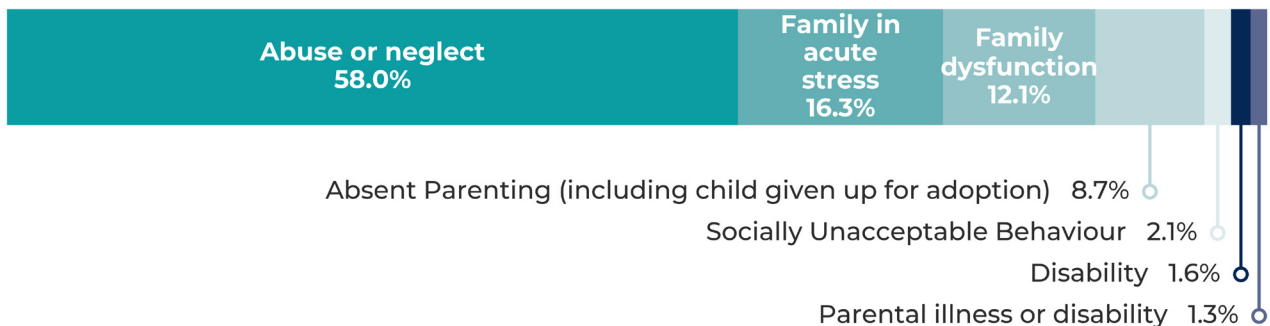 Abuse or neglect
58.0%
Family in
acute
stress
16.3%
Family
dysfunction
12.1%
Absent Parenting (including child given up for adoption) 8.7%
Socially Unacceptable Behaviour 2.1%
Disability 1.6%
Parental illness or disability 1.3%